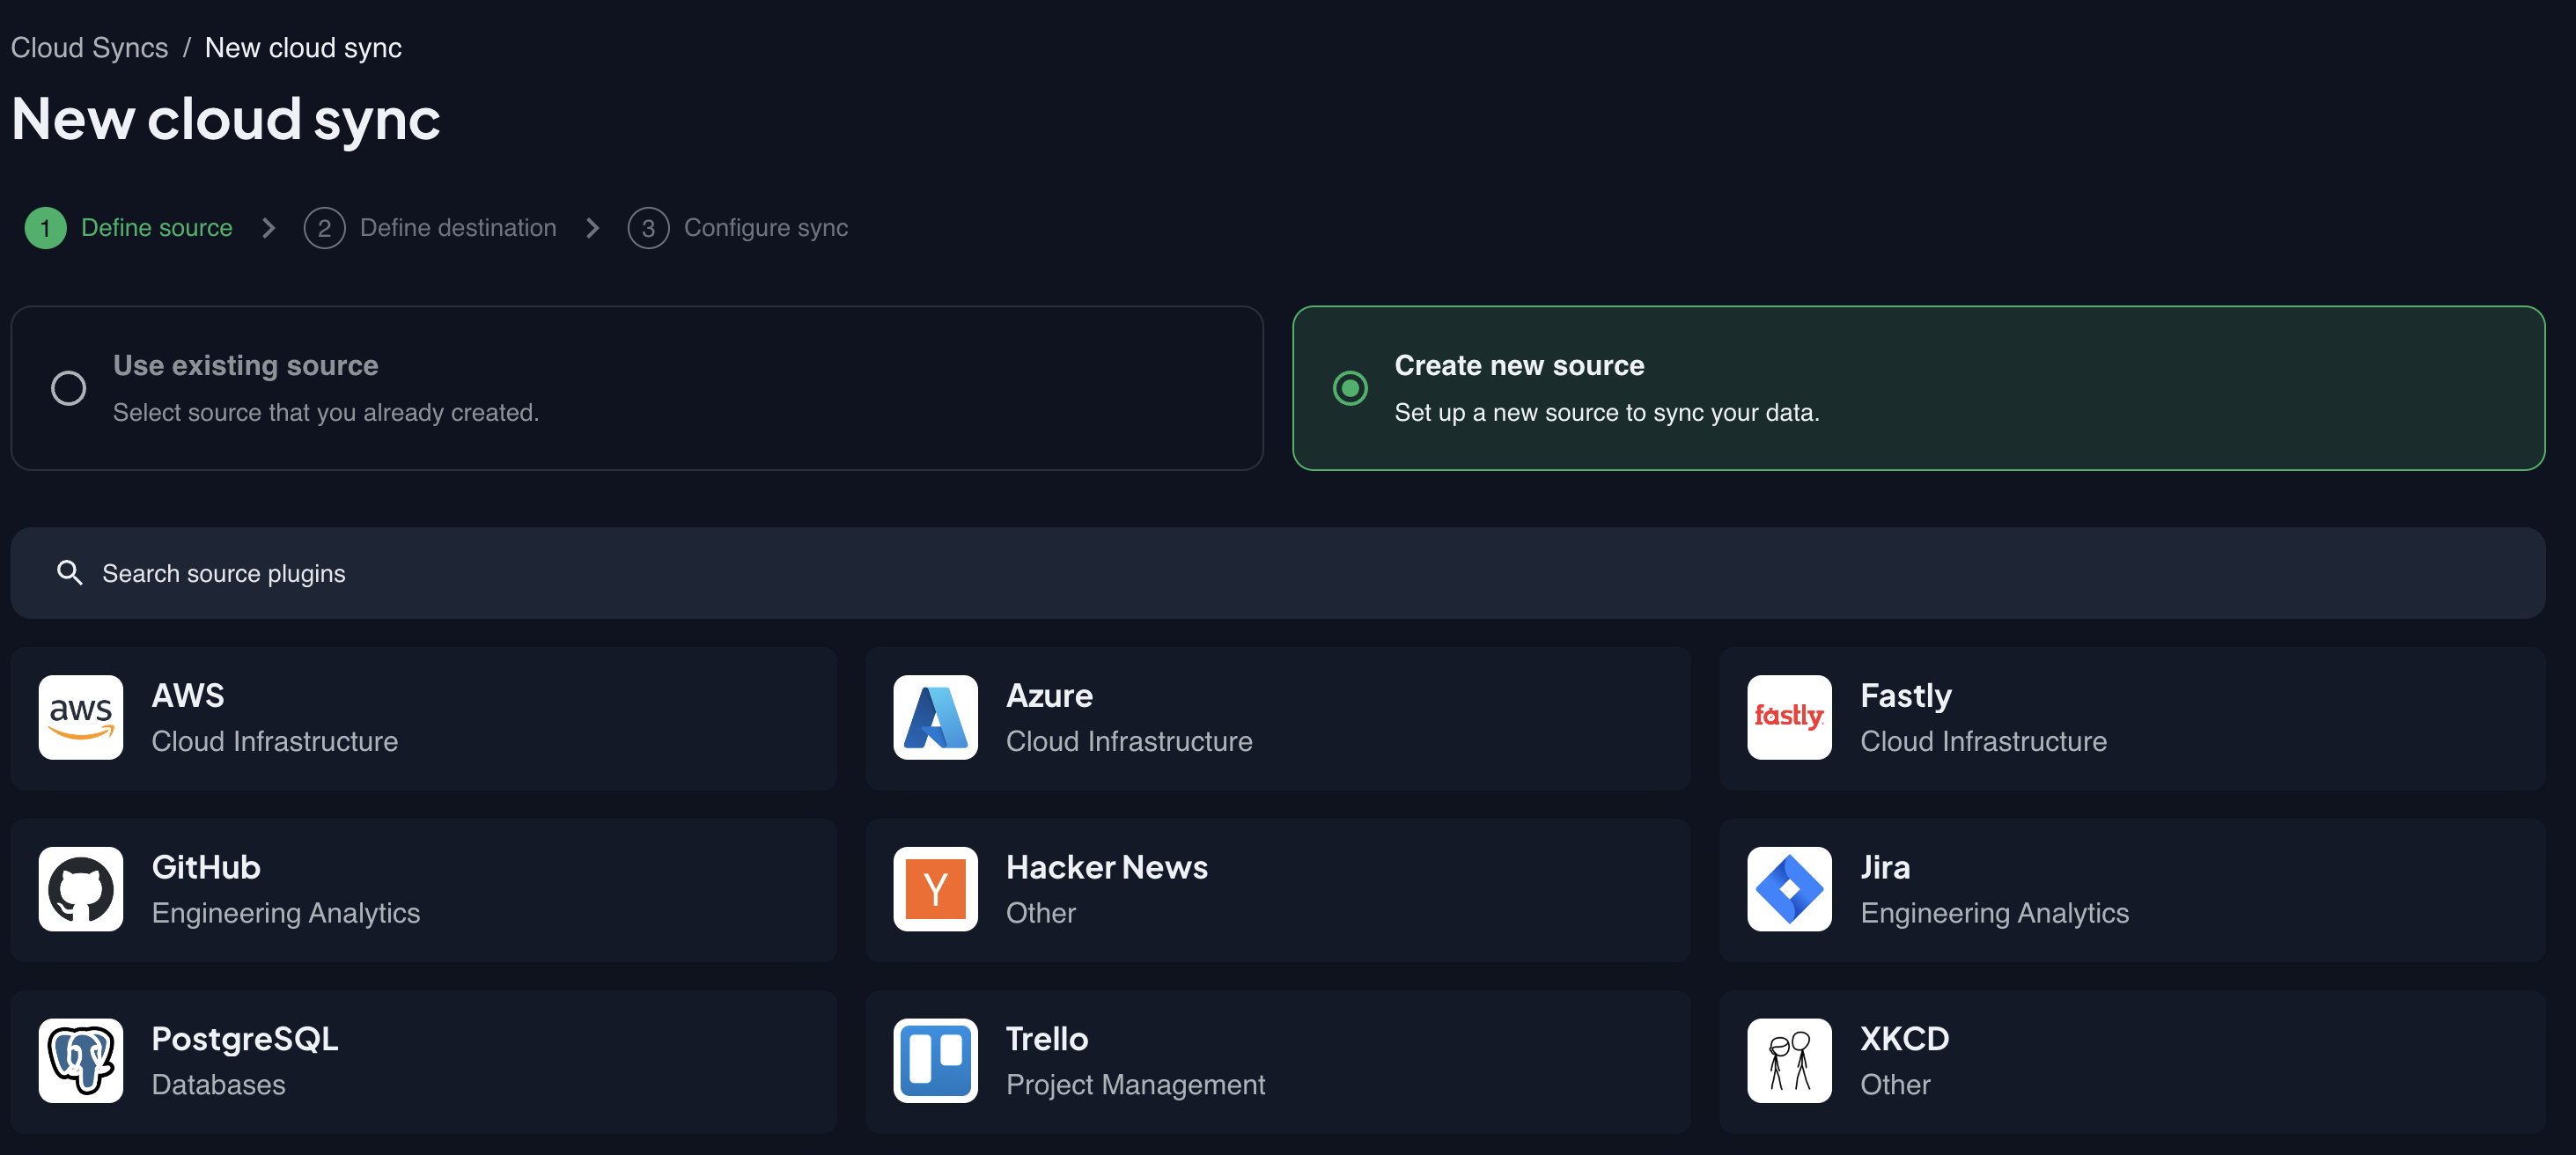 Cloud Syncs / New cloud sync
New cloud sync
1 Define source > 2 Define destination > 3 Configure sync
Use existing source
Select source that you already created.
Create new source
Set up a new source to sync your data.
Search source plugins
aws
AWS
Cloud Infrastructure
Azure
Cloud Infrastructure
fastly
Fastly
Cloud Infrastructure
GitHub
Engineering Analytics
Y
Hacker News
Other
Jira
Engineering Analytics
PostgreSQL
Databases
Trello
Project Management
XKCD
Other